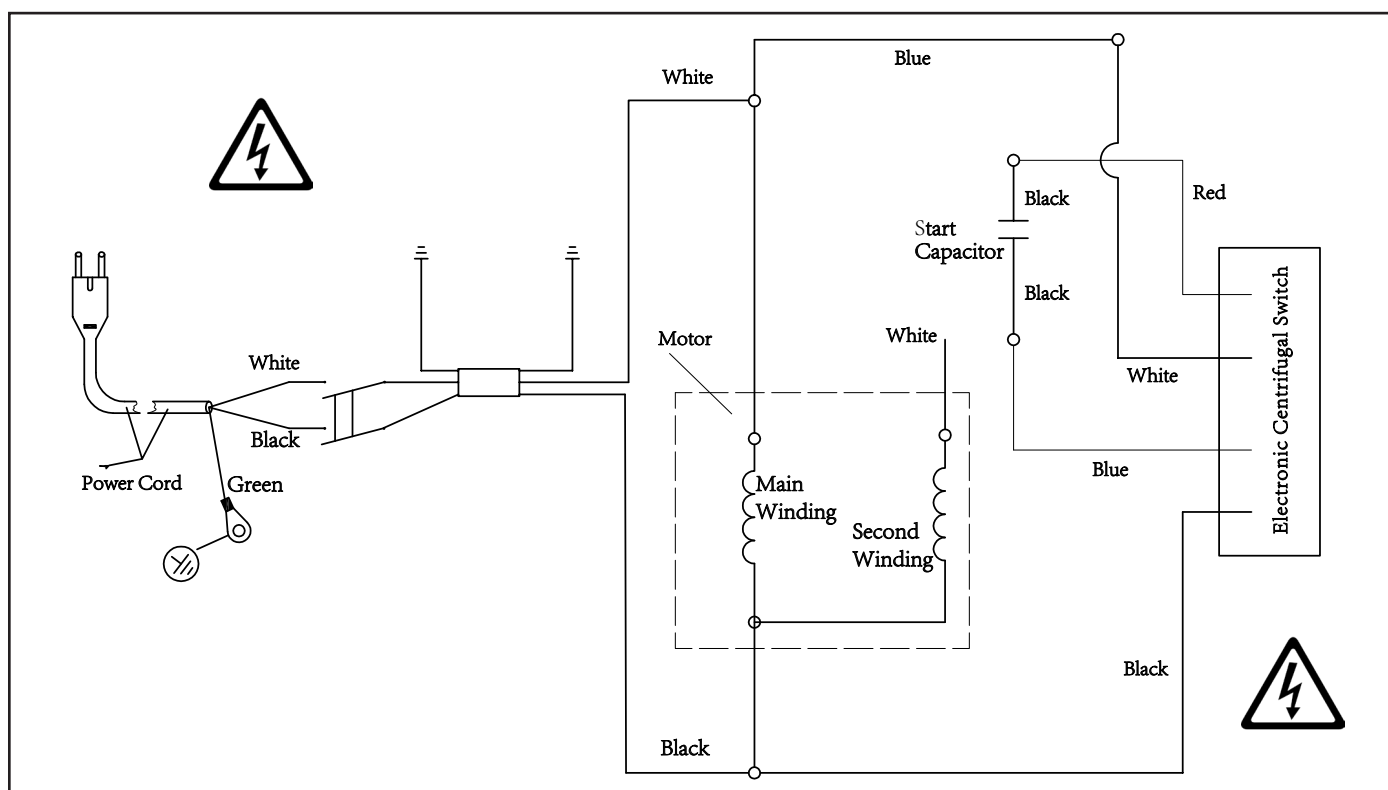 Blue
White
Black
Red
Start
Capacitor
Black
Motor
White
White
White
Black
Power Cord
Green
Main
Winding
Second
Winding
Blue
Electronic Centrifugal Switch
Black
Black